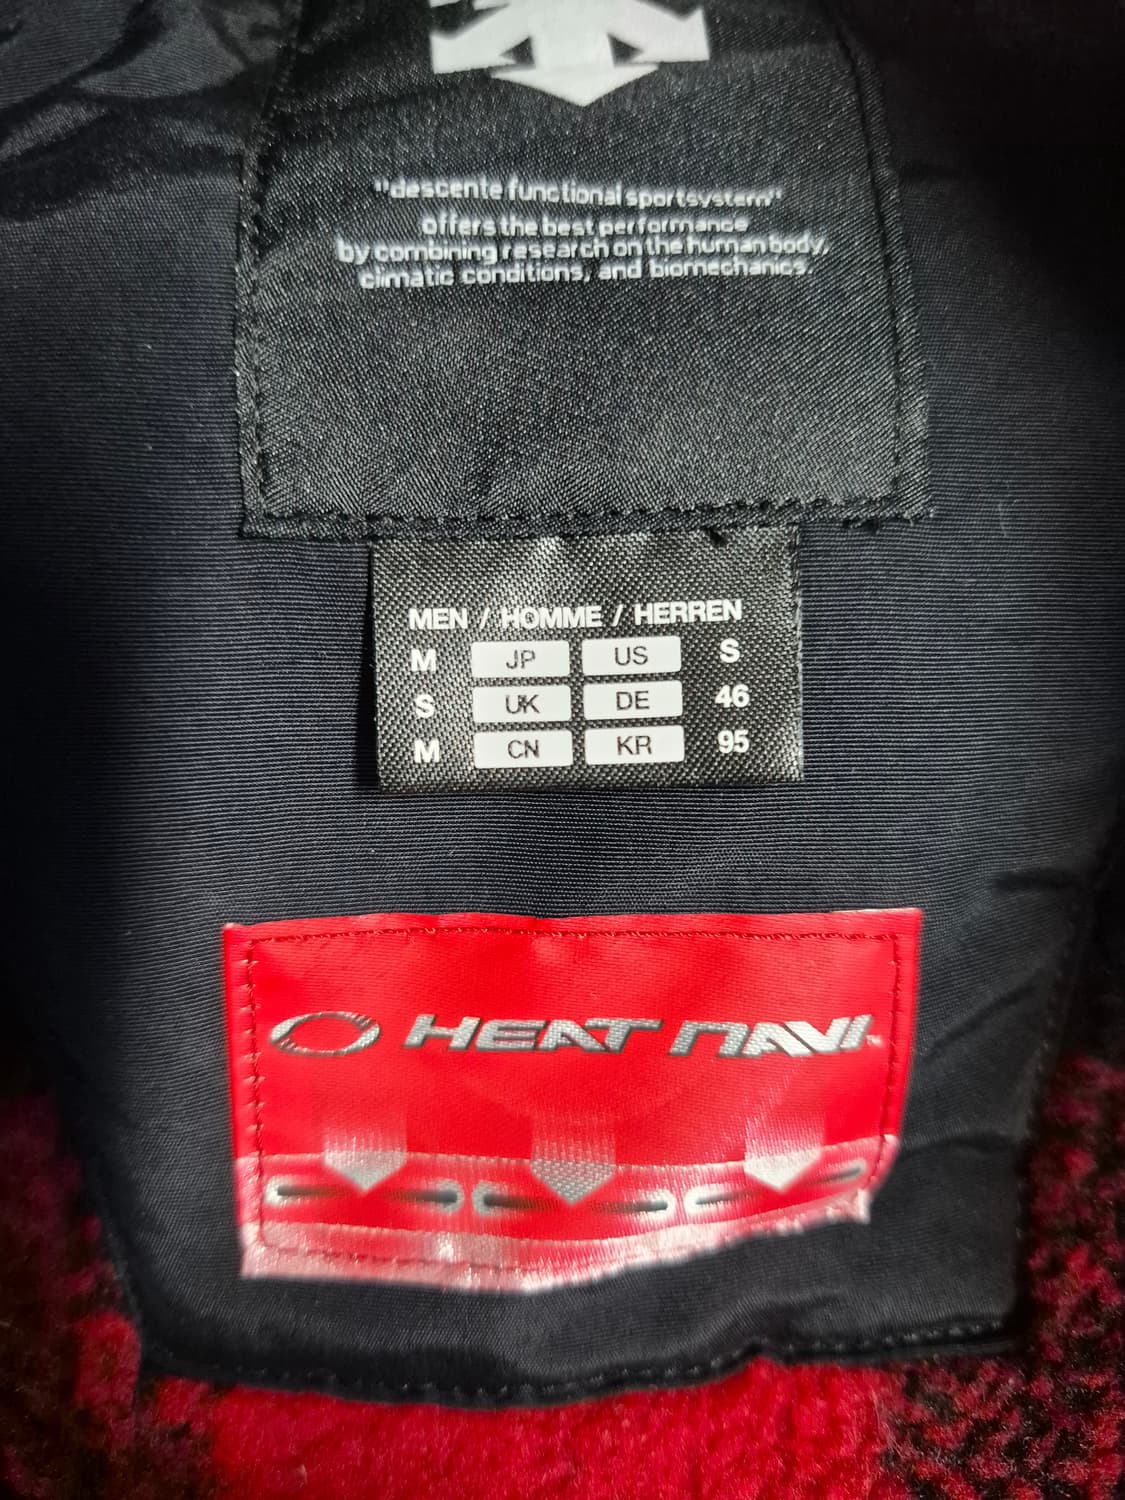 "descente functional sportsystem"
offers the best performance
by combining research on the human body,
climatic conditions, and biomechanics.
MEN / HOMME / HERREN
M JP US S
S UK DE 46
M CN KR 95
HEAT NAVI™